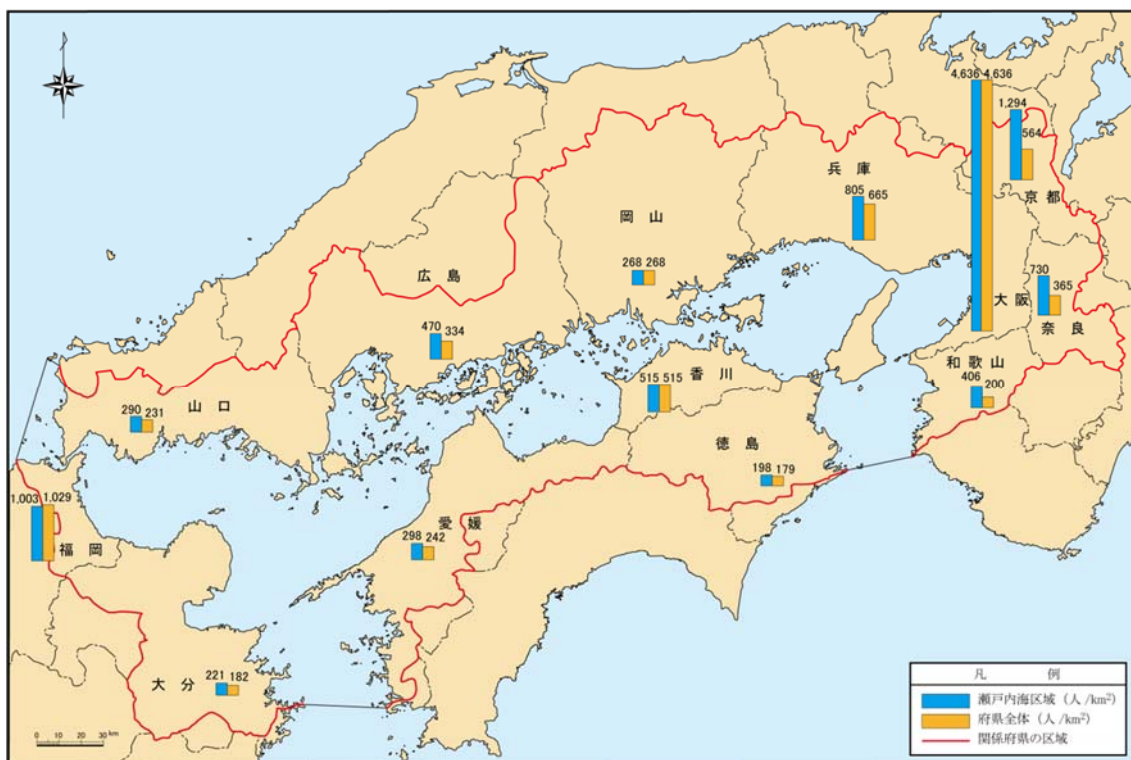 4,636 4,636
1,294
564
京都
兵庫
805 665
岡山
268 268
広島
470
334
730
365
大阪
奈良
和歌山
406
200
香川
515 515
徳島
198 179
山口
290 231
愛媛
298 242
1,003 1,029
福岡
大分
221 182
0 10 20 30 km
凡 例
瀬戸内海区域（人/km²）
府県全体（人/km²）
関係府県の区域